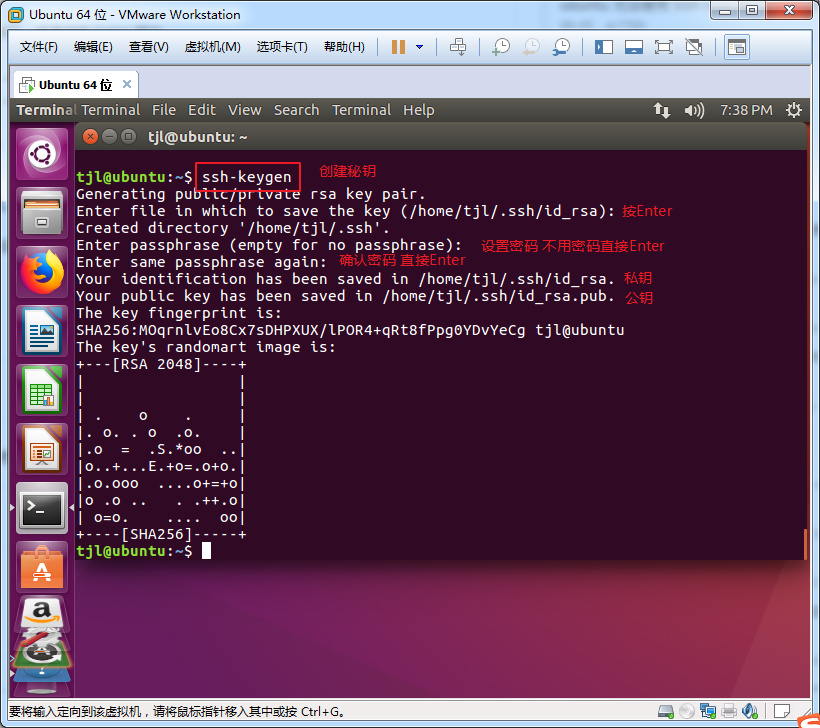 Ubuntu 64 位 - VMware Workstation
文件(F) 编辑(E) 查看(V) 虚拟机(M) 选项卡(T) 帮助(H)
Ubuntu 64 位
Terminal Terminal File Edit View Search Terminal Help 7:38 PM
tjl@ubuntu: ~
tjl@ubuntu:~$ ssh-keygen 创建秘钥
Generating public/private rsa key pair.
Enter file in which to save the key (/home/tjl/.ssh/id_rsa): 按Enter
Created directory '/home/tjl/.ssh'.
Enter passphrase (empty for no passphrase): 设置密码 不用密码直接Enter
Enter same passphrase again: 确认密码 直接Enter
Your identification has been saved in /home/tjl/.ssh/id_rsa. 私钥
Your public key has been saved in /home/tjl/.ssh/id_rsa.pub. 公钥
The key fingerprint is:
SHA256:MOqrnlvEo8Cx7sDHPXUX/lPOR4+qRt8fPpg0YDvYeCg tjl@ubuntu
The key's randomart image is:
+---[RSA 2048]----+
|                 |
|                 |
| .    o    .     |
|. o. . o  .o.    |
|.o  =  .S.*oo  ..|
|o..+...E.+o=.o+o.|
|.o.ooo  ....o+=+o|
|o .o ..   . .++.o|
| o=o.    ....  oo|
+----[SHA256]-----+
tjl@ubuntu:~$
要将输入定向到该虚拟机，请将鼠标指针移入其中或按 Ctrl+G。